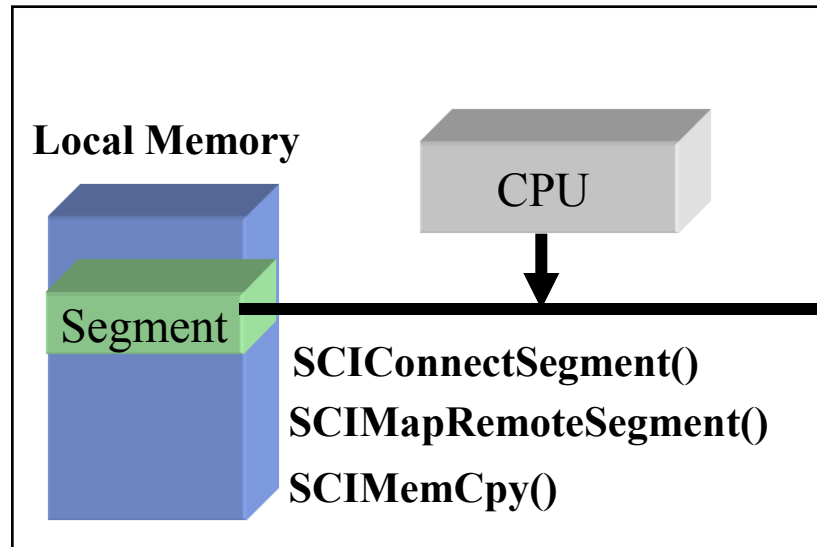 Local Memory
CPU
Segment
SCIConnectSegment()
SCIMapRemoteSegment()
SCIMemCpy()